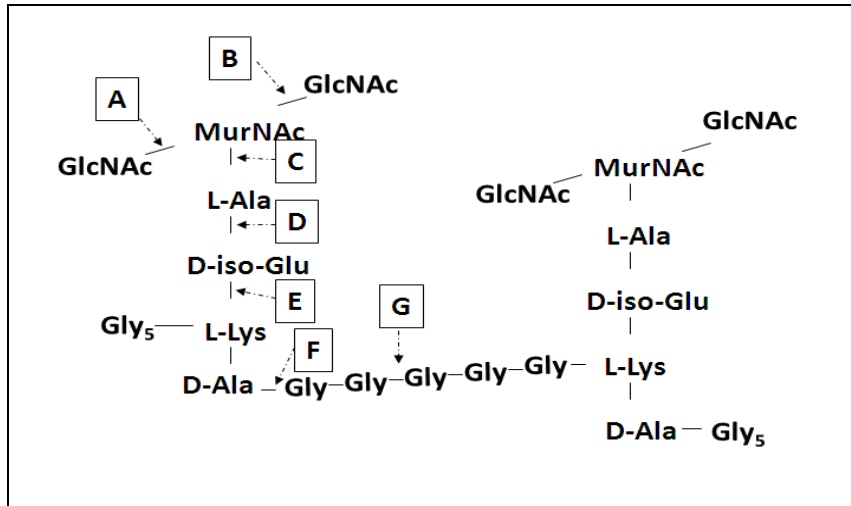 B
GlcNAc
A
MurNAc
GlcNAc
C
L-Ala
D
D-iso-Glu
E
Gly5
L-Lys
F
G
D-Ala—Gly—Gly—Gly—Gly—Gly—
GlcNAc
MurNAc
GlcNAc
L-Ala
D-iso-Glu
L-Lys
D-Ala—Gly5